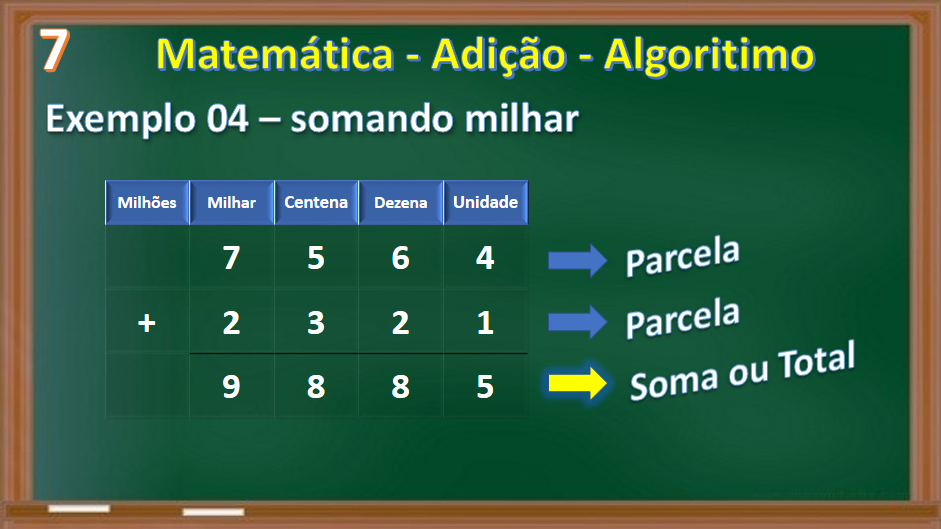 7
Matemática - Adição - Algoritimo
Exemplo 04 – somando milhar
Milhões Milhar Centena Dezena Unidade
7 5 6 4 Parcela
+ 2 3 2 1 Parcela
9 8 8 5 Soma ou Total